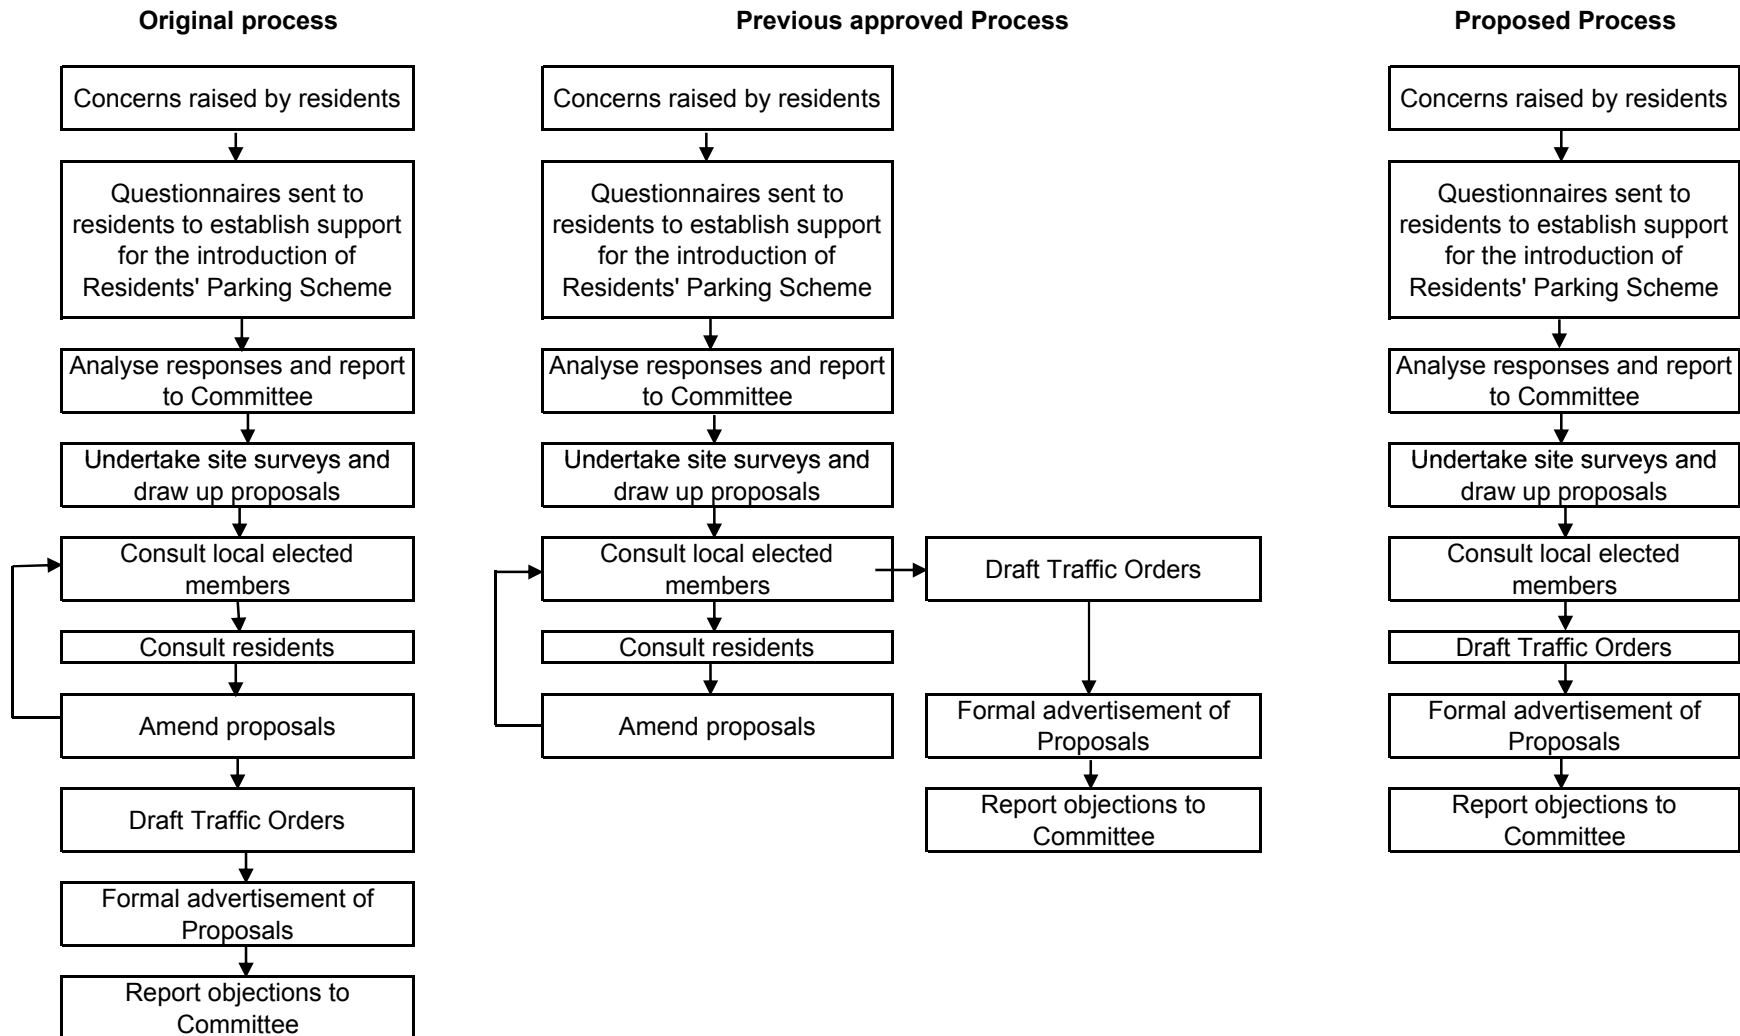 Original process
Concerns raised by residents
Questionnaires sent to
residents to establish support
for the introduction of
Residents' Parking Scheme
Analyse responses and report
to Committee
Undertake site surveys and
draw up proposals
Consult local elected
members
Consult residents
Amend proposals
Draft Traffic Orders
Formal advertisement of
Proposals
Report objections to
Committee
Previous approved Process
Concerns raised by residents
Questionnaires sent to
residents to establish support
for the introduction of
Residents' Parking Scheme
Analyse responses and report
to Committee
Undertake site surveys and
draw up proposals
Consult local elected
members
Consult residents
Amend proposals
Draft Traffic Orders
Formal advertisement of
Proposals
Report objections to
Committee
Proposed Process
Concerns raised by residents
Questionnaires sent to
residents to establish support
for the introduction of
Residents' Parking Scheme
Analyse responses and report
to Committee
Undertake site surveys and
draw up proposals
Consult local elected
members
Draft Traffic Orders
Formal advertisement of
Proposals
Report objections to
Committee